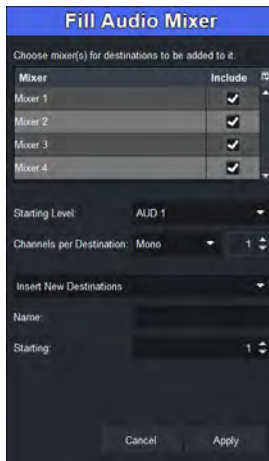 Fill Audio Mixer
Choose mixer(s) for destinations to be added to it.
Mixer Include
Mixer 1
Mixer 2
Mixer 3
Mixer 4
Starting Level: AUD 1
Channels per Destination: Mono 1
Insert New Destinations
Name:
Starting: 1
Cancel Apply